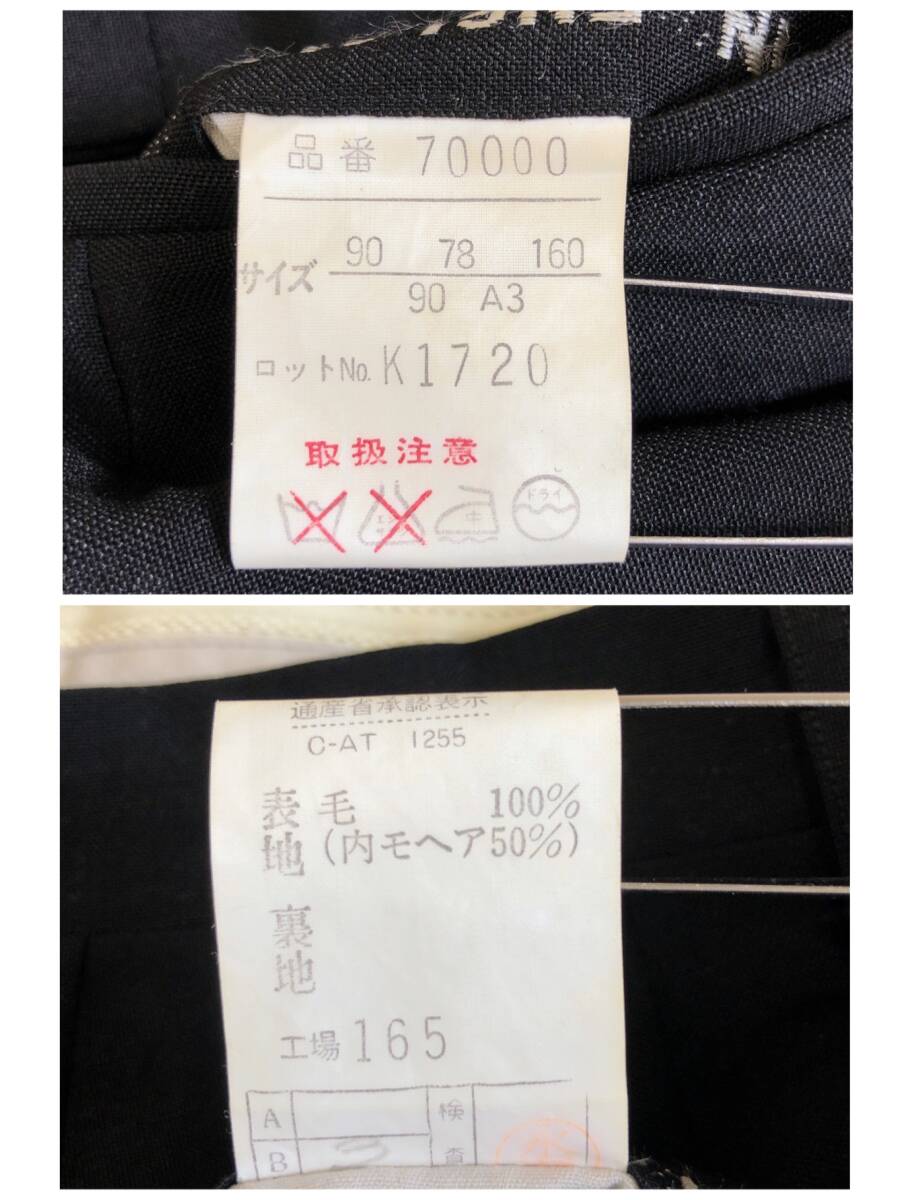 品番 70000
90 78 160
サイズ
90 A3
ロットNo. K1720
取扱注意
中 ドライ
通産省承認表示
C-AT 1255
表地 毛 100%
(内モヘア50%)
裏地
工場 165
A 検
B 3 査